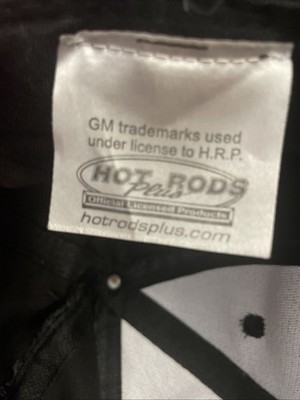 GM trademarks used
under license to H.R.P.
HOT RODS
Plus
Official Licensed Products
hotrodsplus.com